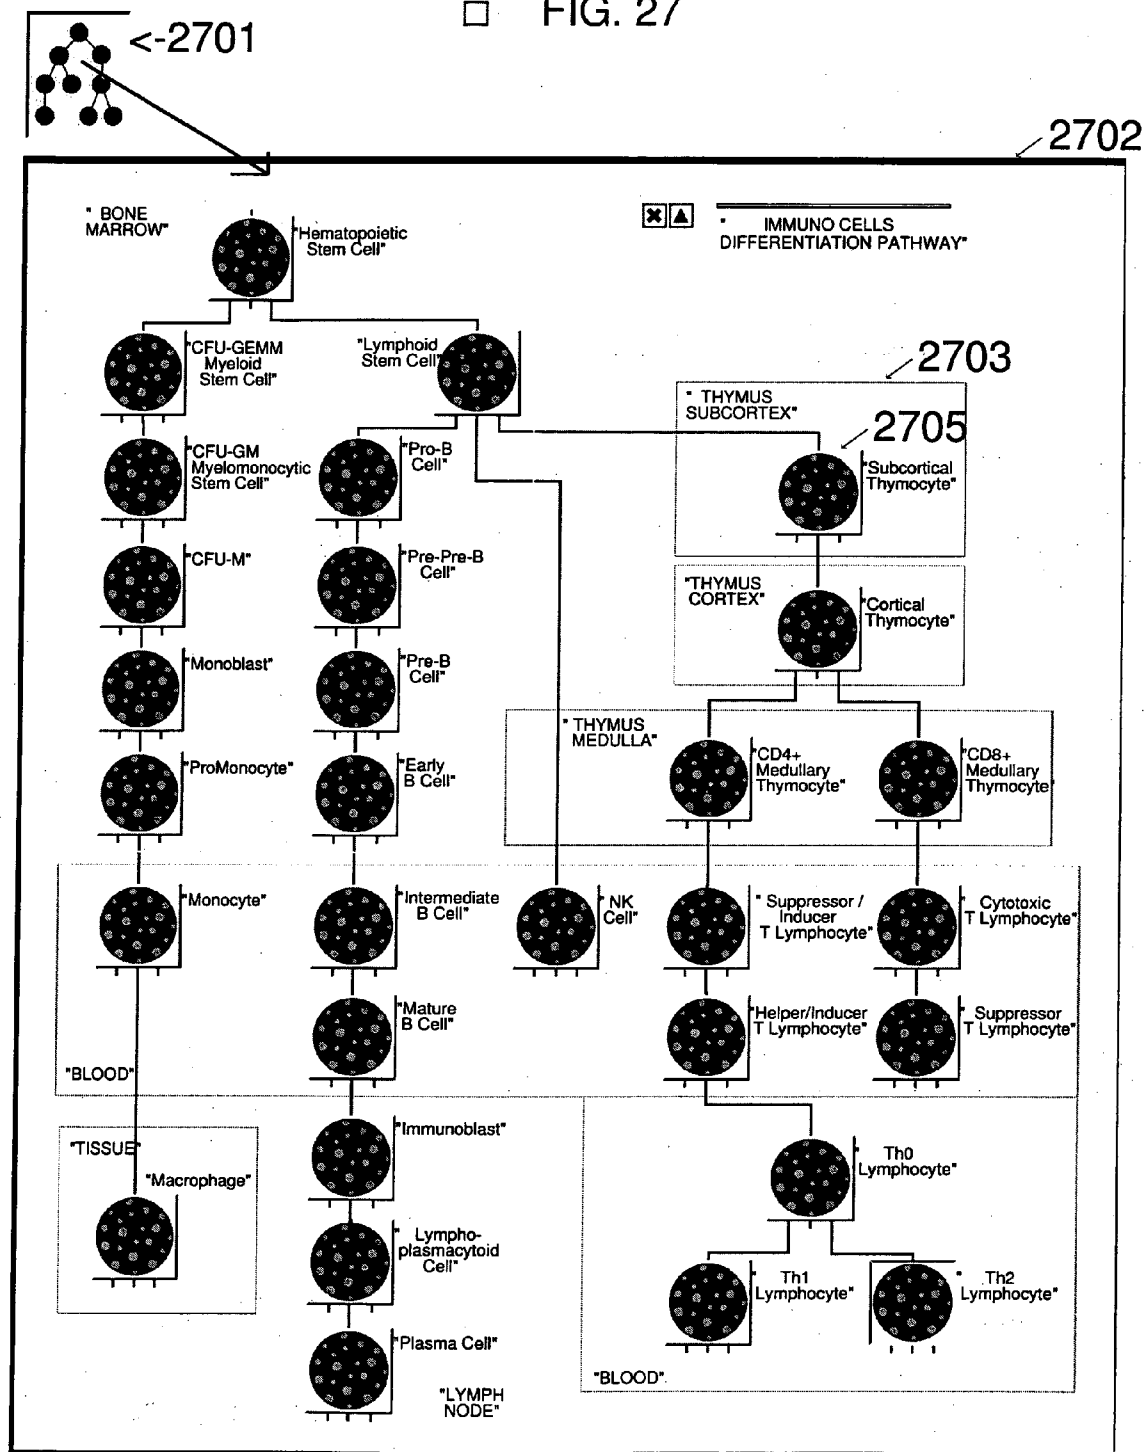 FIG. 27
<-2701
2702
" BONE
MARROW"
"Hematopoietic
Stem Cell"
" IMMUNO CELLS
DIFFERENTIATION PATHWAY"
"CFU-GEMM
Myeloid
Stem Cell"
"Lymphoid
Stem Cell"
2703
" THYMUS
SUBCORTEX"
2705
"CFU-GM
Myelomonocytic
Stem Cell"
"Pro-B
Cell"
"Subcortical
Thymocyte"
"CFU-M"
"Pre-Pre-B
Cell"
"THYMUS
CORTEX"
"Cortical
Thymocyte"
"Monoblast"
"Pre-B
Cell"
" THYMUS
MEDULLA"
"CD4+
Medullary
Thymocyte"
"CD8+
Medullary
Thymocyte
"ProMonocyte"
"Early
B Cell"
"Monocyte"
"Intermediate
B Cell"
" NK
Cell"
" Suppressor /
Inducer
T Lymphocyte"
" Cytotoxic
T Lymphocyte"
"Mature
B Cell"
"Helper/Inducer
T Lymphocyte"
" Suppressor
T Lymphocyte"
"BLOOD"
"Immunoblast"
"TISSUE"
"Macrophage"
" Th0
Lymphocyte"
" Lympho-
plasmacytoid
Cell"
" Th1
Lymphocyte"
" Th2
Lymphocyte"
"Plasma Cell"
"BLOOD"
"LYMPH
NODE"